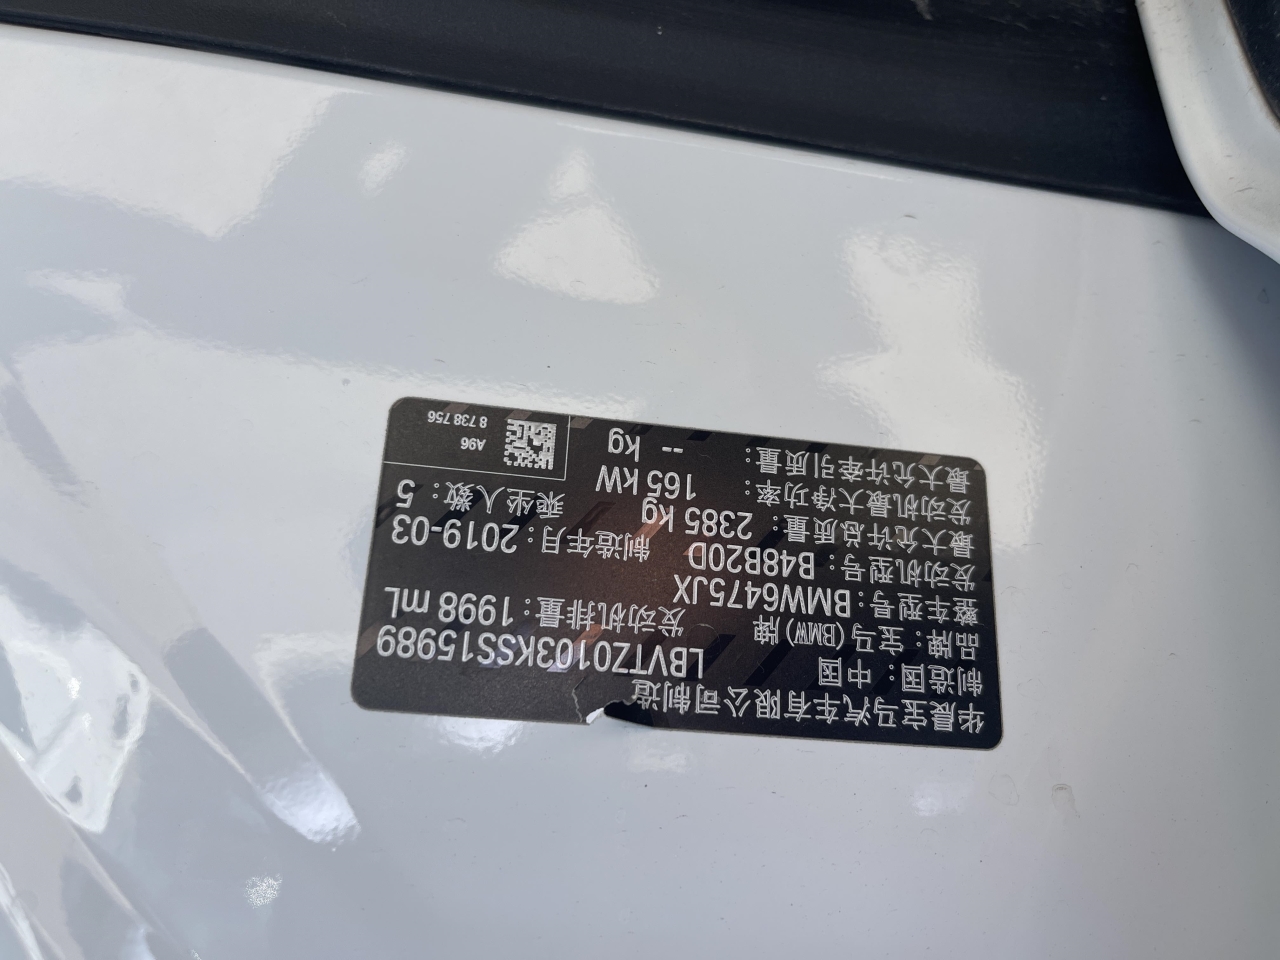 华晨宝马汽车有限公司制造
制造国：中国 LBVTZ0103KSS15989
品牌：宝马(BMW)牌 发动机排量：1998 mL
整车型号：BMW6475JX
发动机型号：B48B20D 制造年月：2019-03
最大允许总质量：2385 kg 乘坐人数：5
发动机最大净功率：165 kW
最大允许牵引质量：-- kg
A96
8 738 756